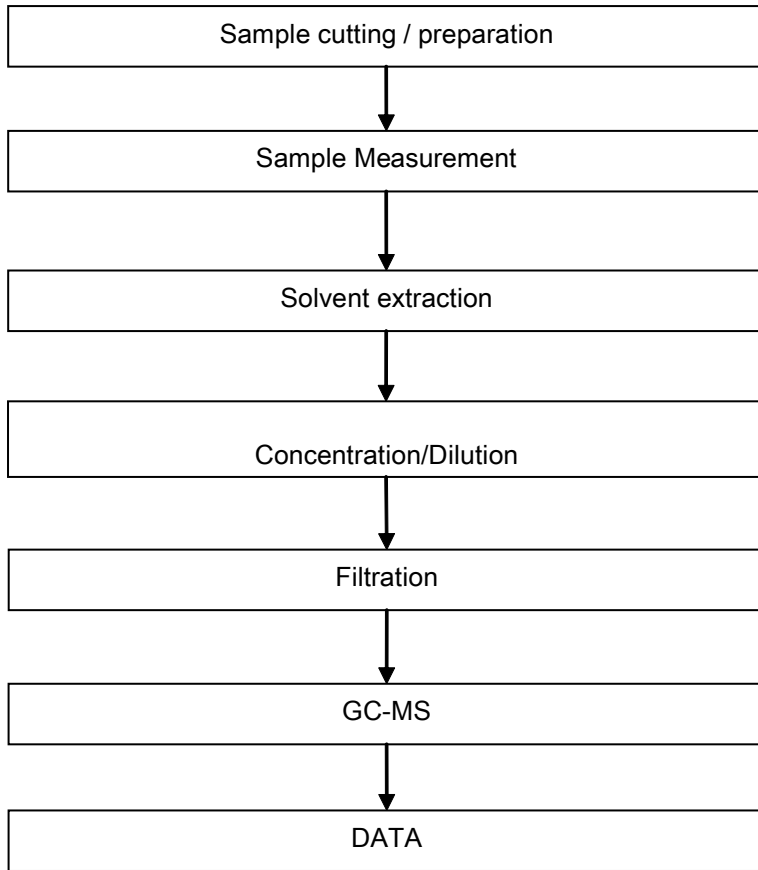 Sample cutting / preparation
Sample Measurement
Solvent extraction
Concentration/Dilution
Filtration
GC-MS
DATA